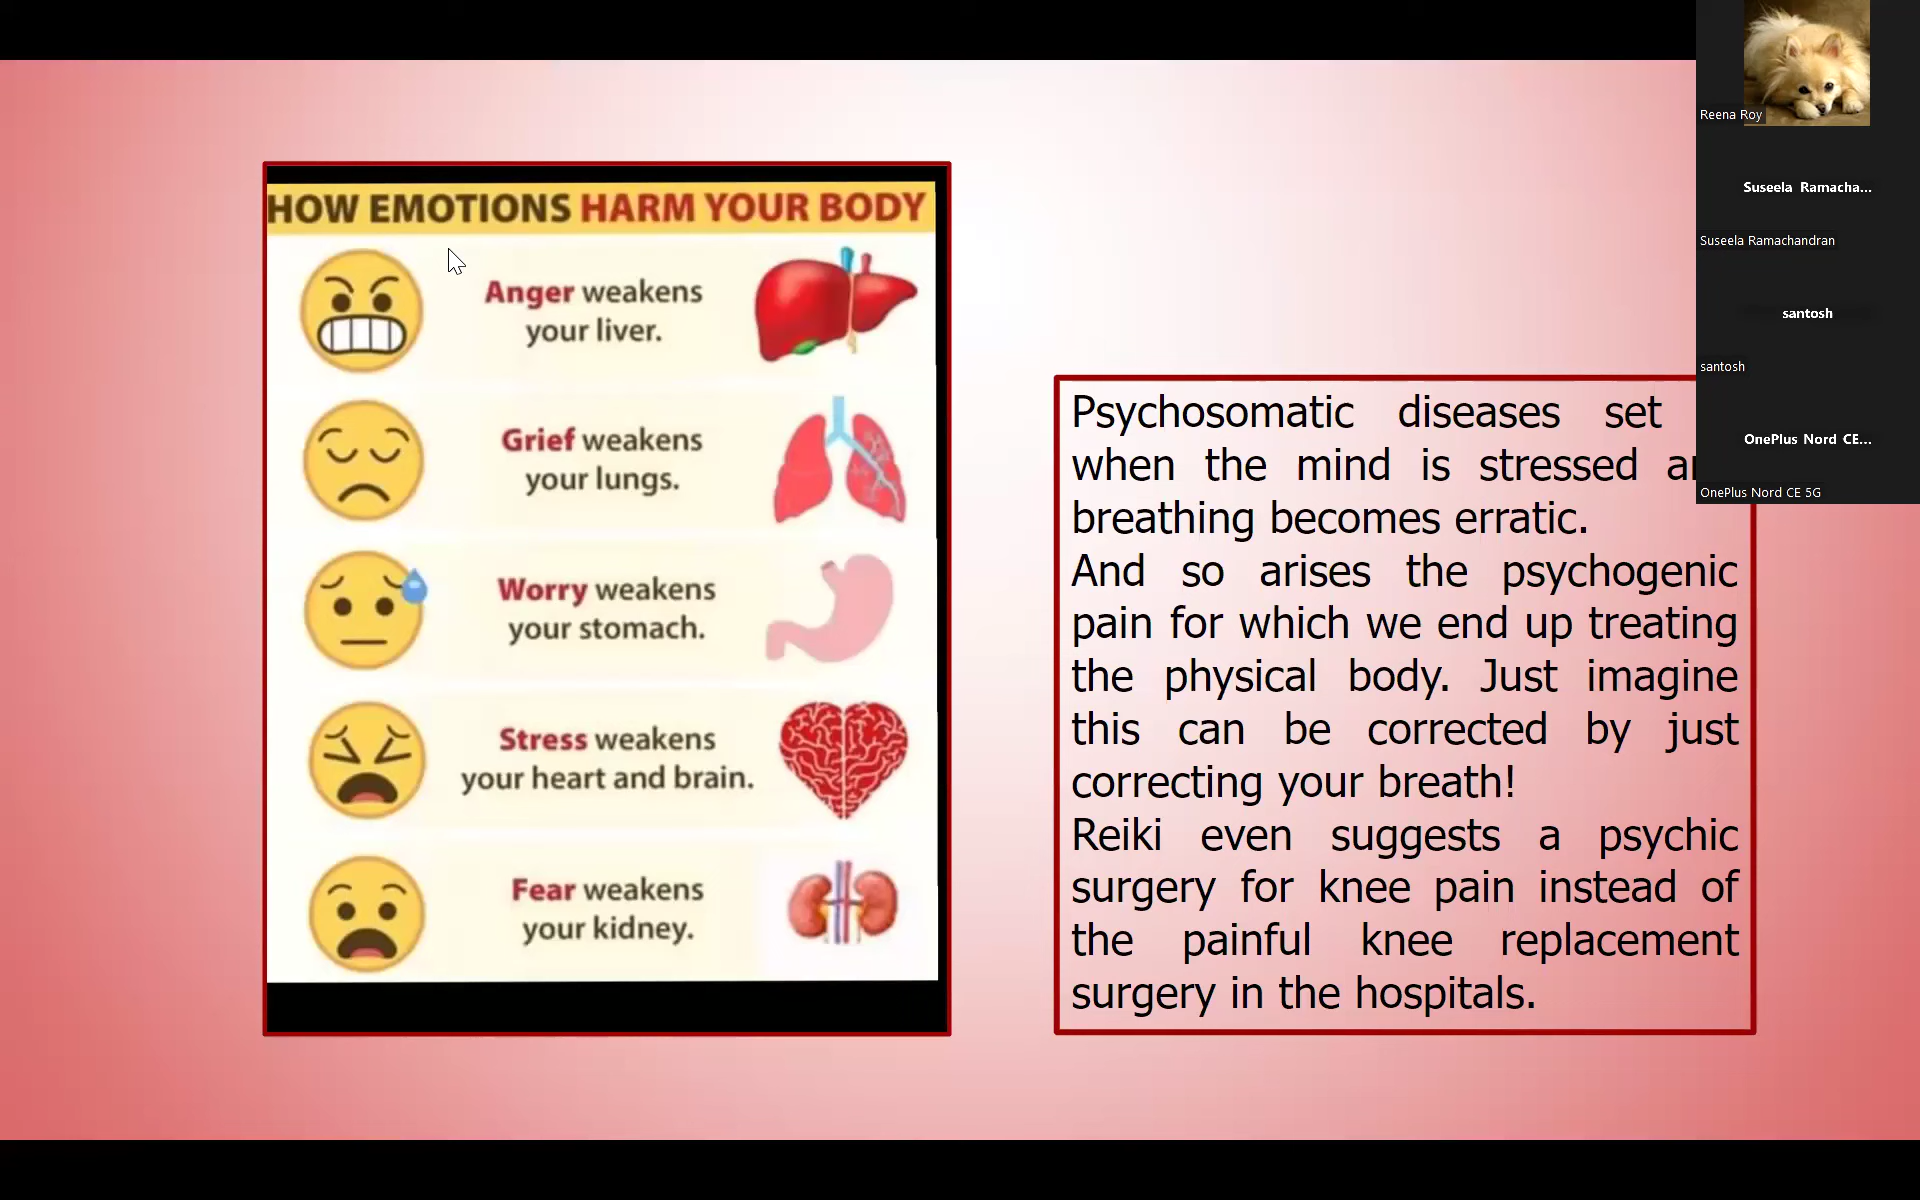 HOW EMOTIONS HARM YOUR BODY
Anger weakens
your liver.
Grief weakens
your lungs.
Worry weakens
your stomach.
Stress weakens
your heart and brain.
Fear weakens
your kidney.
Psychosomatic diseases set
when the mind is stressed
breathing becomes erratic.
And so arises the psychogenic
pain for which we end up treating
the physical body. Just imagine
this can be corrected by just
correcting your breath!
Reiki even suggests a psychic
surgery for knee pain instead of
the painful knee replacement
surgery in the hospitals.
Reena Roy
Suseela Ramacha...
Suseela Ramachandran
santosh
santosh
OnePlus Nord CE...
OnePlus Nord CE 5G